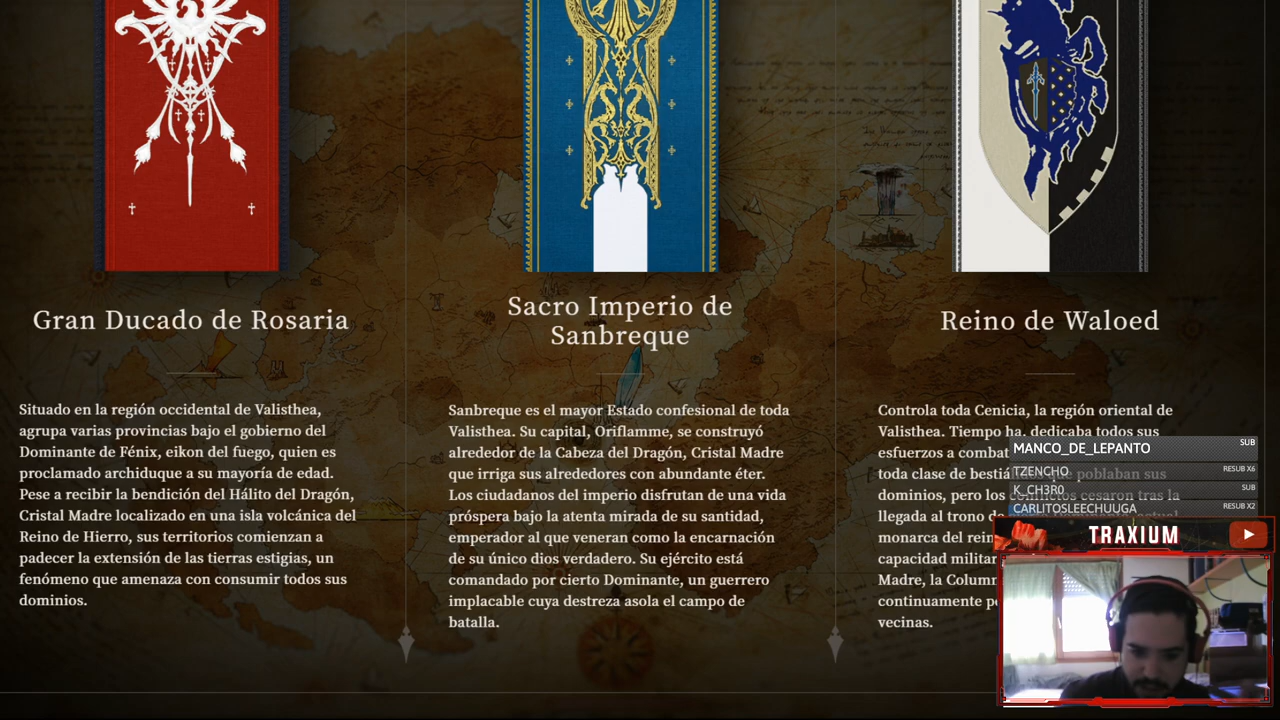 Gran Ducado de Rosaria
Situado en la región occidental de Valisthea,
agrupa varias provincias bajo el gobierno del
Dominante de Fénix, eikon del fuego, quien es
proclamado archiduque a su mayoría de edad.
Pese a recibir la bendición del Hálito del Dragón,
Cristal Madre localizado en una isla volcánica del
Reino de Hierro, sus territorios comienzan a
padecer la extensión de las tierras estigias, un
fenómeno que amenaza con consumir todos sus
dominios.
Sacro Imperio de
Sanbreque
Sanbreque es el mayor Estado confesional de toda
Valisthea. Su capital, Oriflamme, se construyó
alrededor de la Cabeza del Dragón, Cristal Madre
que irriga sus alrededores con abundante éter.
Los ciudadanos del imperio disfrutan de una vida
próspera bajo la atenta mirada de su santidad,
emperador al que veneran como la encarnación
de su único dios verdadero. Su ejército está
comandado por cierto Dominante, un guerrero
implacable cuya destreza asola el campo de
batalla.
Reino de Waloed
Controla toda Cenicia, la región oriental de
Valisthea. Tiempo ha, dedicaba todos sus
esfuerzos a
toda clase de poblaban sus
dominios, pero los conflictos cesaron tras la
llegada al trono
monarca del
capacidad
Madre, la
continuamente
vecinas.
MANCO_DE_LEPANTO SUB
TZENCHO RESUB X6
K_CH3R0 SUB
CARLITOSLEECHUUGA RESUB X2
TRAXIUM